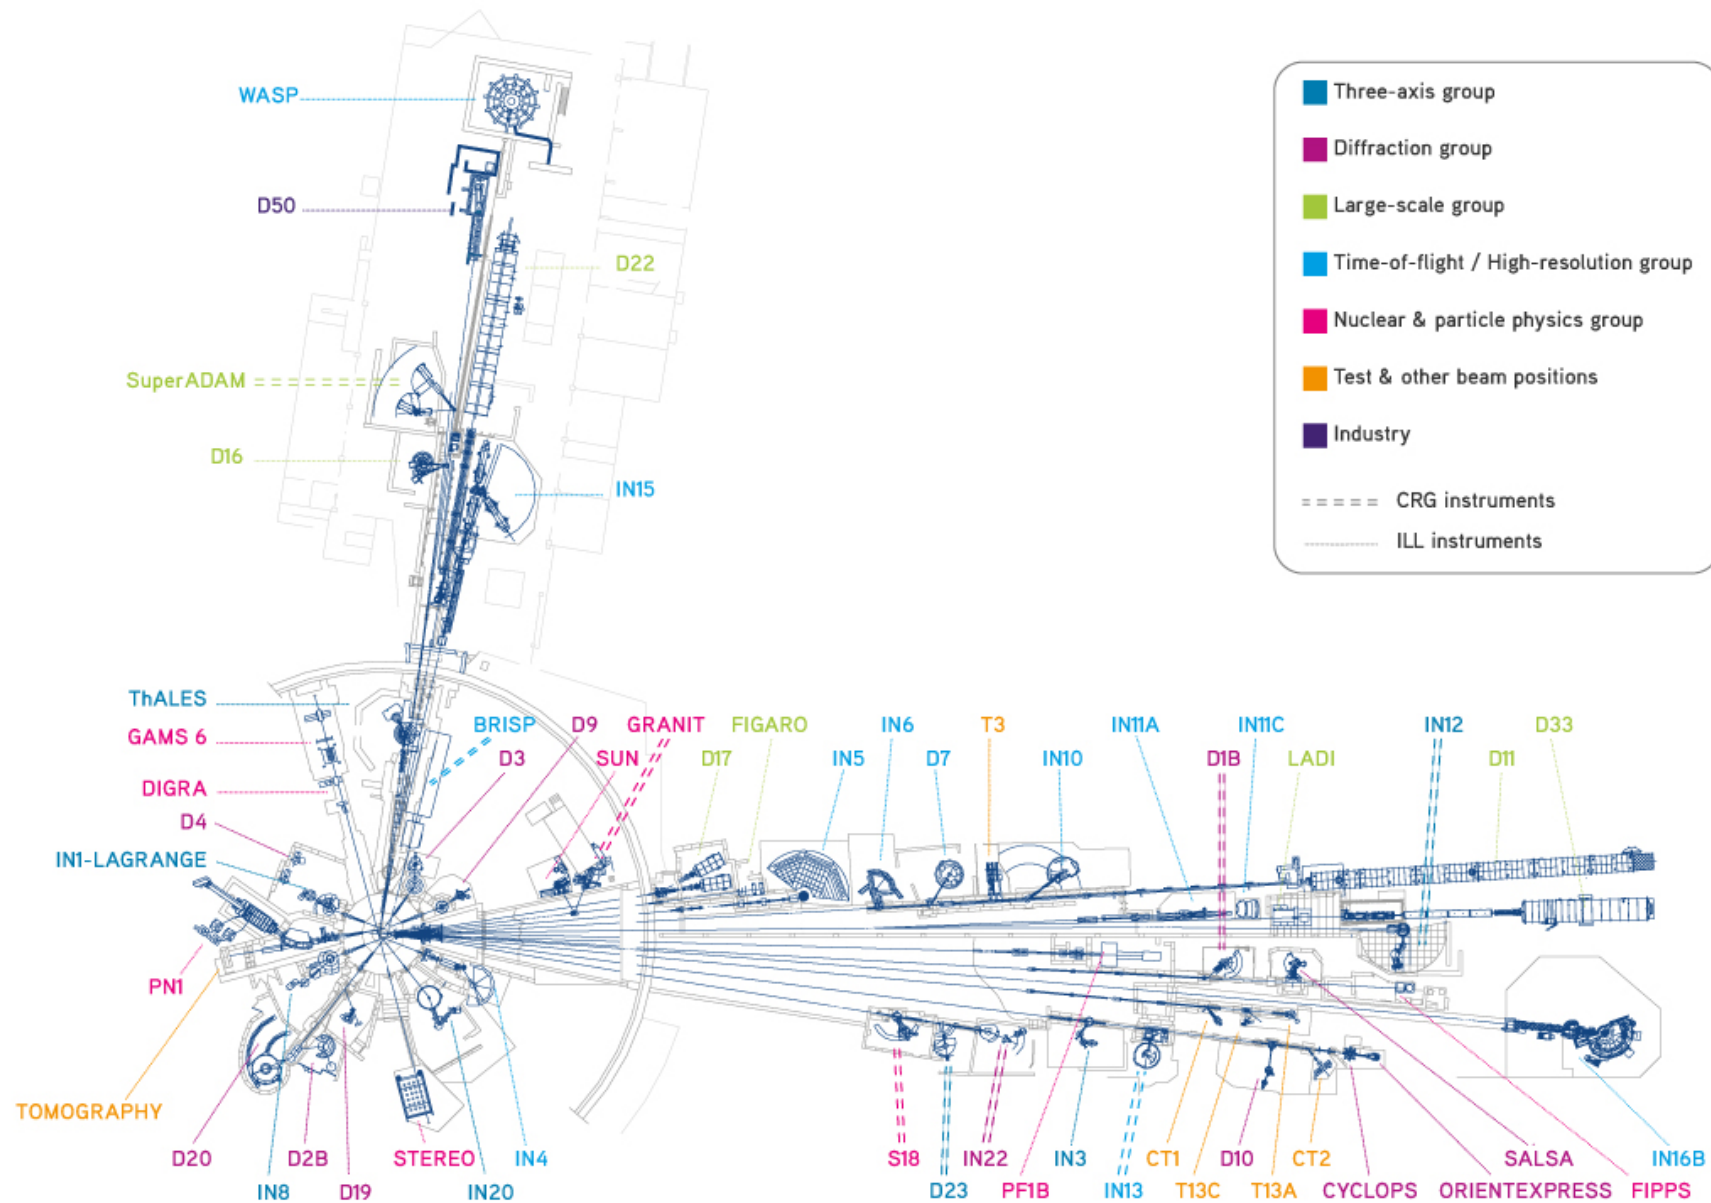 WASP
D50
D22
SuperADAM
D16
IN15
Three-axis group
Diffraction group
Large-scale group
Time-of-flight / High-resolution group
Nuclear & particle physics group
Test & other beam positions
Industry
CRG instruments
ILL instruments
ThALES
GAMS 6
DIGRA
D4
IN1-LAGRANGE
BRISP
D9
GRANIT
FIGARO
IN6
T3
IN11A
IN11C
IN12
D33
D3
SUN
D17
IN5
D7
IN10
D1B
LADI
D11
PN1
TOMOGRAPHY
D20
D2B
STEREO
IN4
S18
IN22
IN3
CT1
D10
CT2
SALSA
IN16B
IN8
D19
IN20
D23
PF1B
IN13
T13C
T13A
CYCLOPS
ORIENTEXPRESS
FIPPS